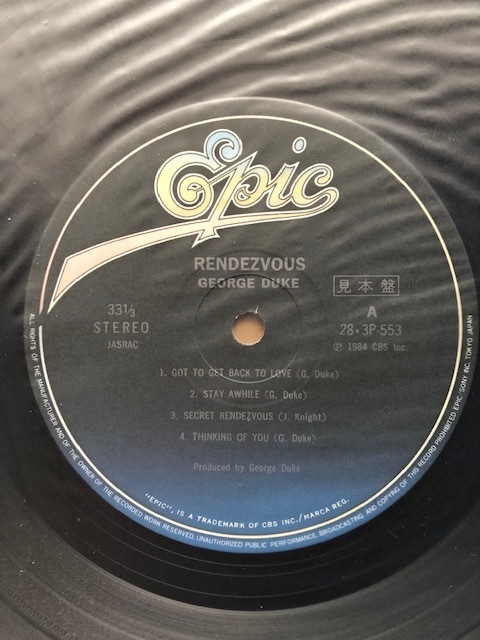 Epic
RENDEZVOUS
GEORGE DUKE
見本盤
33⅓
STEREO
JASRAC
A
28・3P-553
Ⓟ 1984 CBS Inc
1. GOT TO GET BACK TO LOVE (G. Duke)
2. STAY AWHILE (G. Duke)
3. SECRET RENDEZVOUS (J. Knight)
4. THINKING OF YOU (G. Duke)
Produced by George Duke
"EPIC", IS A TRADEMARK OF CBS INC./MARCA REG.
ALL RIGHTS OF THE MANUFACTURER AND OF THE OWNER OF THE RECORDED WORK RESERVED. UNAUTHORIZED PUBLIC PERFORMANCE, BROADCASTING AND COPYING OF THIS RECORD PROHIBITED EPIC/SONY INC. TOKYO JAPAN